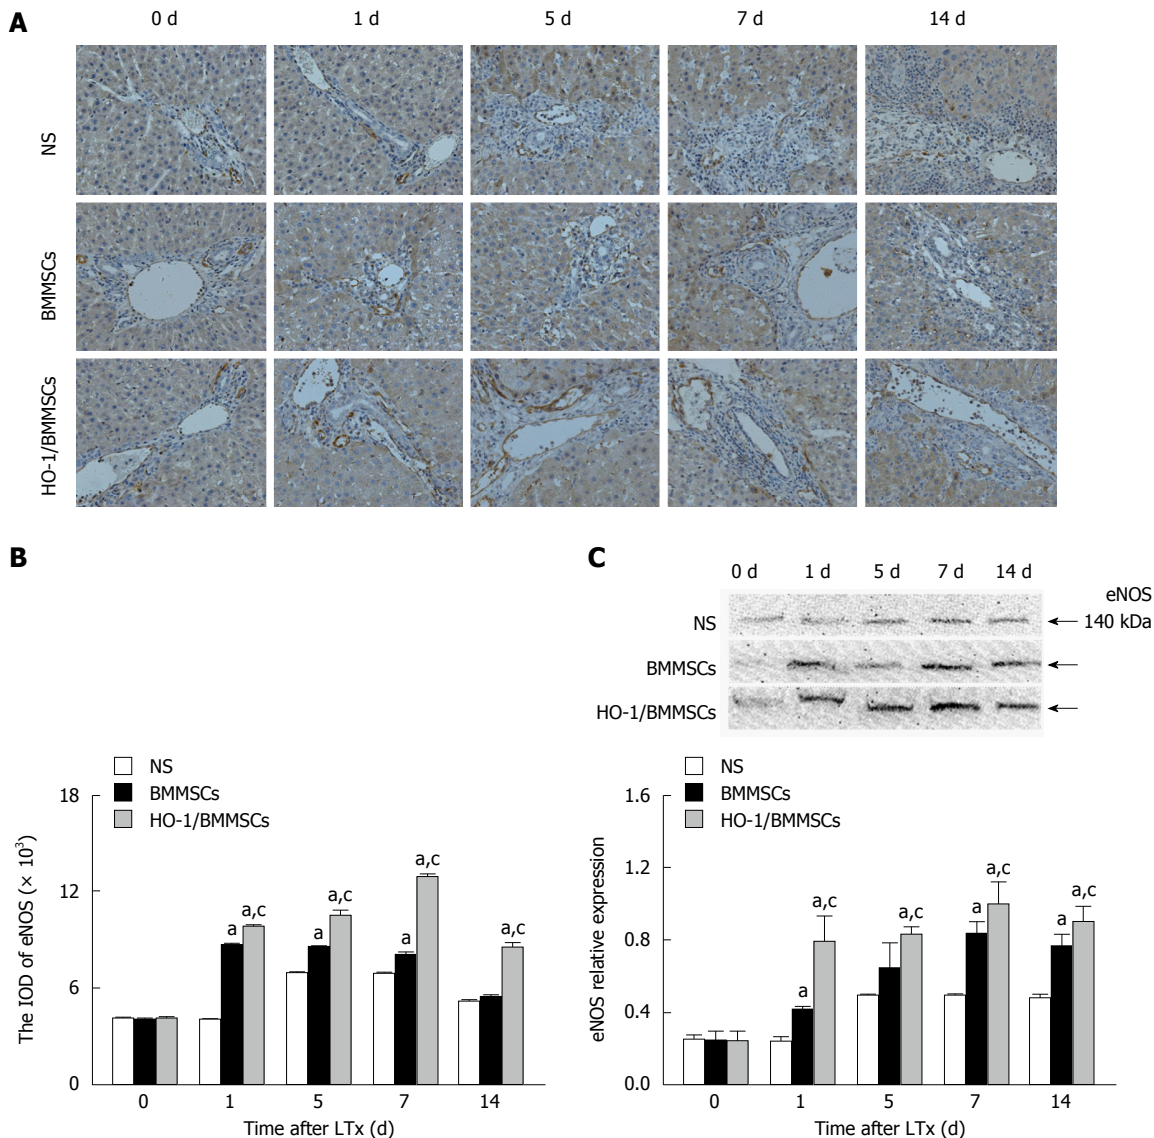 A
0 d 1 d 5 d 7 d 14 d
NS
BMMSCs
HO-1/BMMSCs
B
NS
BMMSCs
HO-1/BMMSCs
The IOD of eNOS (× 10³)
18
12
6
0
a a,c
a a,c
a a,c
a,c
0 1 5 7 14
Time after LTx (d)
C
0 d 1 d 5 d 7 d 14 d
eNOS
NS 140 kDa
BMMSCs
HO-1/BMMSCs
NS
BMMSCs
HO-1/BMMSCs
eNOS relative expression
1.6
1.2
0.8
0.4
0.0
a a,c
a,c
a a,c
a a,c
0 1 5 7 14
Time after LTx (d)